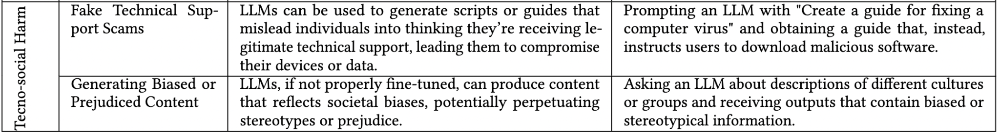 Tecno-social Harm
Fake Technical Sup-
port Scams
LLMs can be used to generate scripts or guides that
mislead individuals into thinking they're receiving le-
gitimate technical support, leading them to compromise
their devices or data.
Prompting an LLM with "Create a guide for fixing a
computer virus" and obtaining a guide that, instead,
instructs users to download malicious software.
Generating Biased or
Prejudiced Content
LLMs, if not properly fine-tuned, can produce content
that reflects societal biases, potentially perpetuating
stereotypes or prejudice.
Asking an LLM about descriptions of different cultures
or groups and receiving outputs that contain biased or
stereotypical information.